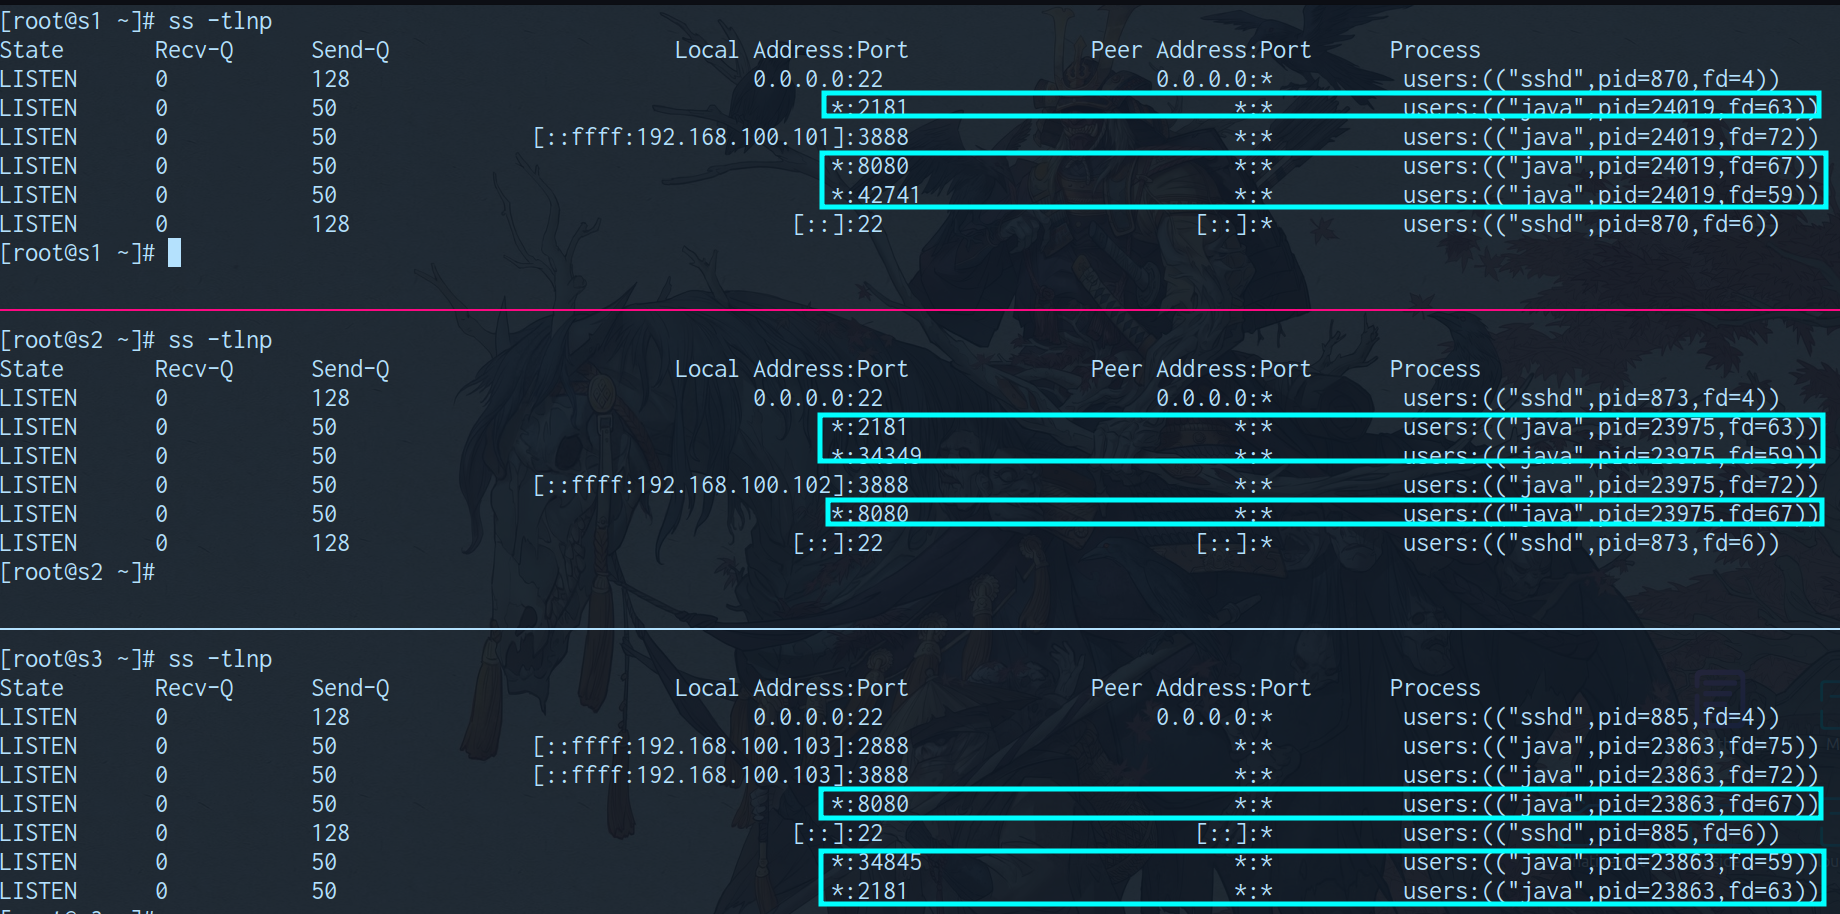 [root@s1 ~]# ss -tlnp
State Recv-Q Send-Q Local Address:Port Peer Address:Port Process
LISTEN 0 128 0.0.0.0:22 0.0.0.0:* users:(("sshd",pid=870,fd=4))
LISTEN 0 50 *:2181 *:* users:(("java",pid=24019,fd=63))
LISTEN 0 50 [::ffff:192.168.100.101]:3888 *:* users:(("java",pid=24019,fd=72))
LISTEN 0 50 *:8080 *:* users:(("java",pid=24019,fd=67))
LISTEN 0 50 *:42741 *:* users:(("java",pid=24019,fd=59))
LISTEN 0 128 [::]:22 [::]:* users:(("sshd",pid=870,fd=6))
[root@s1 ~]#
[root@s2 ~]# ss -tlnp
State Recv-Q Send-Q Local Address:Port Peer Address:Port Process
LISTEN 0 128 0.0.0.0:22 0.0.0.0:* users:(("sshd",pid=873,fd=4))
LISTEN 0 50 *:2181 *:* users:(("java",pid=23975,fd=63))
LISTEN 0 50 *:34349 *:* users:(("java",pid=23975,fd=59))
LISTEN 0 50 [::ffff:192.168.100.102]:3888 *:* users:(("java",pid=23975,fd=72))
LISTEN 0 50 *:8080 *:* users:(("java",pid=23975,fd=67))
LISTEN 0 128 [::]:22 [::]:* users:(("sshd",pid=873,fd=6))
[root@s2 ~]#
[root@s3 ~]# ss -tlnp
State Recv-Q Send-Q Local Address:Port Peer Address:Port Process
LISTEN 0 128 0.0.0.0:22 0.0.0.0:* users:(("sshd",pid=885,fd=4))
LISTEN 0 50 [::ffff:192.168.100.103]:2888 *:* users:(("java",pid=23863,fd=75))
LISTEN 0 50 [::ffff:192.168.100.103]:3888 *:* users:(("java",pid=23863,fd=72))
LISTEN 0 50 *:8080 *:* users:(("java",pid=23863,fd=67))
LISTEN 0 128 [::]:22 [::]:* users:(("sshd",pid=885,fd=6))
LISTEN 0 50 *:34845 *:* users:(("java",pid=23863,fd=59))
LISTEN 0 50 *:2181 *:* users:(("java",pid=23863,fd=63))